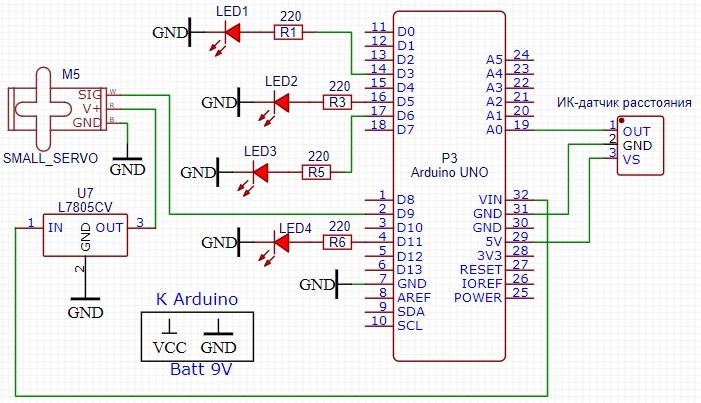 LED1
220
GND
R1
LED2
220
GND
R3
LED3
220
GND
R5
LED4
220
GND
R6
GND
M5
SIG W
V+ R
GND B
SMALL_SERVO
GND
U7
L7805CV
1 IN OUT 3
GND
2
GND
K Arduino
VCC GND
Batt 9V
11 D0
12 D1
13 D2
14 D3
15 D4
16 D5
17 D6
18 D7
P3
Arduino UNO
1 D8
2 D9
3 D10
4 D11
5 D12
6 D13
7 GND
8 AREF
9 SDA
10 SCL
A5 24
A4 23
A3 22
A2 21
A1 20
A0 19
VIN 32
GND 31
GND 30
5V 29
3V3 28
RESET 27
IOREF 26
POWER 25
ИК-датчик расстояния
1 OUT
2 GND
3 VS